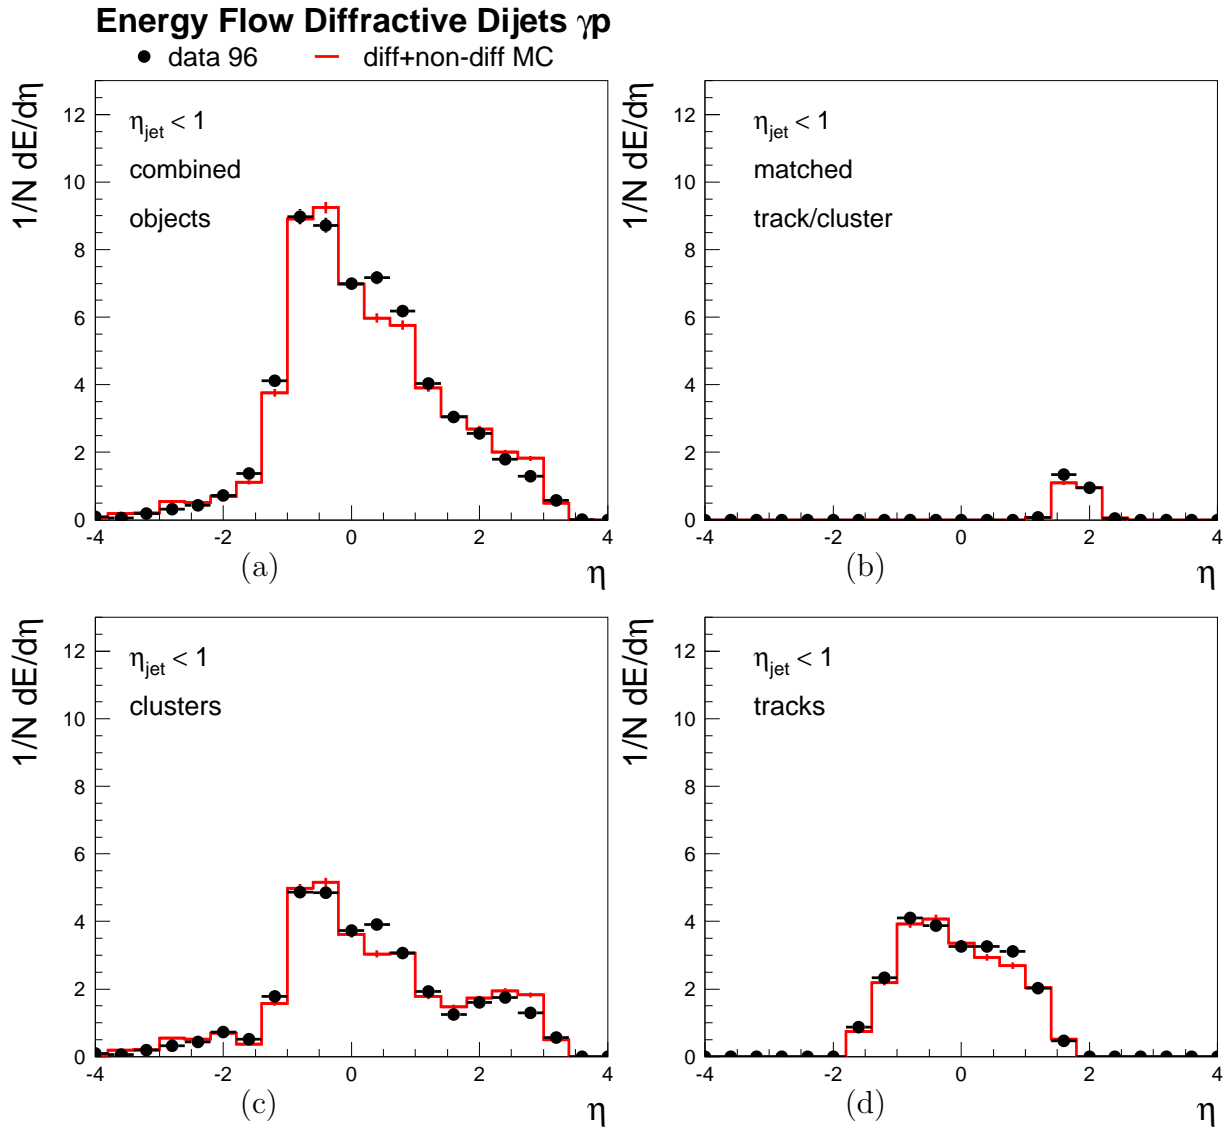 Energy Flow Diffractive Dijets γp
data 96
diff+non-diff MC
1/N dE/dη
η_jet < 1
combined
objects
12
10
8
6
4
2
0
-4 -2 0 2 4
(a)
η
1/N dE/dη
η_jet < 1
matched
track/cluster
12
10
8
6
4
2
0
-4 -2 0 2 4
(b)
η
1/N dE/dη
η_jet < 1
clusters
12
10
8
6
4
2
0
-4 -2 0 2 4
(c)
η
1/N dE/dη
η_jet < 1
tracks
12
10
8
6
4
2
0
-4 -2 0 2 4
(d)
η